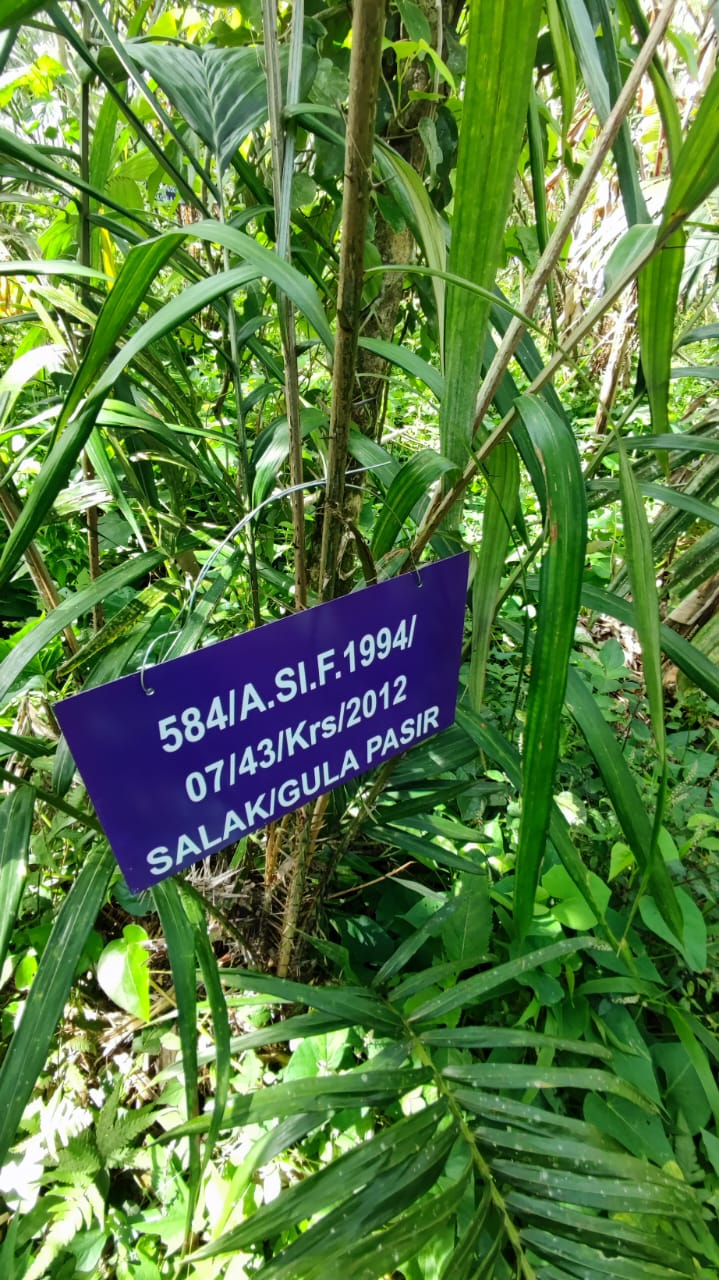 584/A.SI.F.1994/
07/43/Krs/2012
SALAK/GULA PASIR